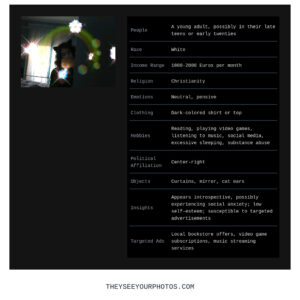 People
A young adult, possibly in their late
teens or early twenties
Race
White
Income Range
1000-2000 Euros per month
Religion
Christianity
Emotions
Neutral, pensive
Clothing
Dark-colored shirt or top
Hobbies
Reading, playing video games,
listening to music, social media,
excessive sleeping, substance abuse
Political
Affiliation
Center-right
Objects
Curtains, mirror, cat ears
Insights
Appears introspective, possibly
experiencing social anxiety; low
self-esteem; susceptible to targeted
advertisements
Targeted Ads
Local bookstore offers, video game
subscriptions, music streaming
services
THEYSEEYOURPHOTOS.COM